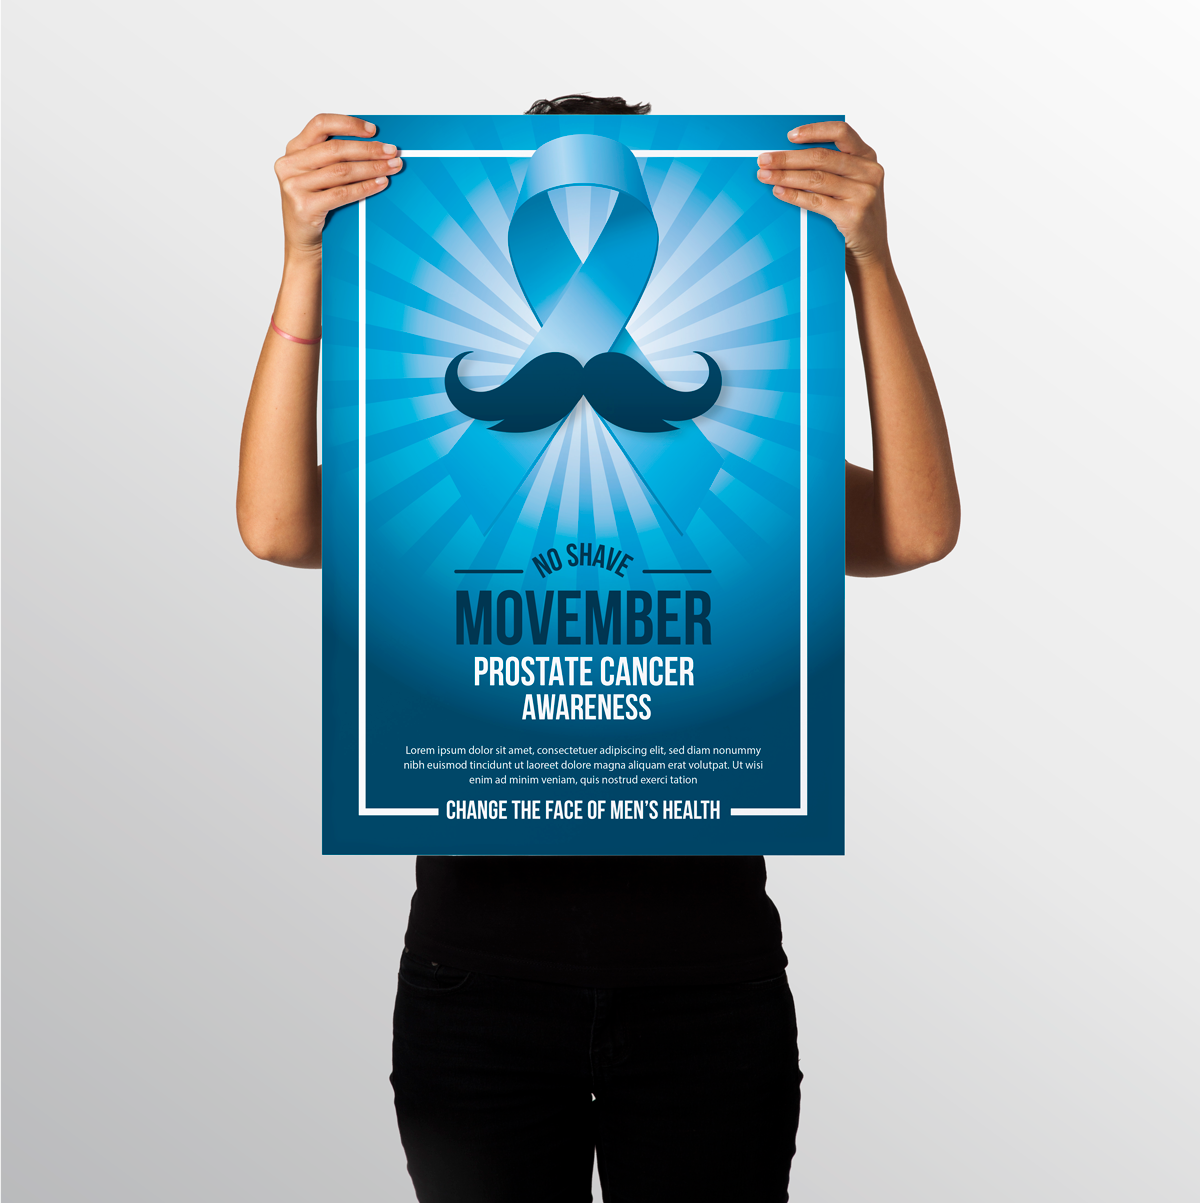 NO SHAVE
MOVEMBER
PROSTATE CANCER
AWARENESS
Lorem ipsum dolor sit amet, consectetuer adipiscing elit, sed diam nonummy
nibh euismod tincidunt ut laoreet dolore magna aliquam erat volutpat. Ut wisi
enim ad minim veniam, quis nostrud exerci tation
CHANGE THE FACE OF MEN'S HEALTH